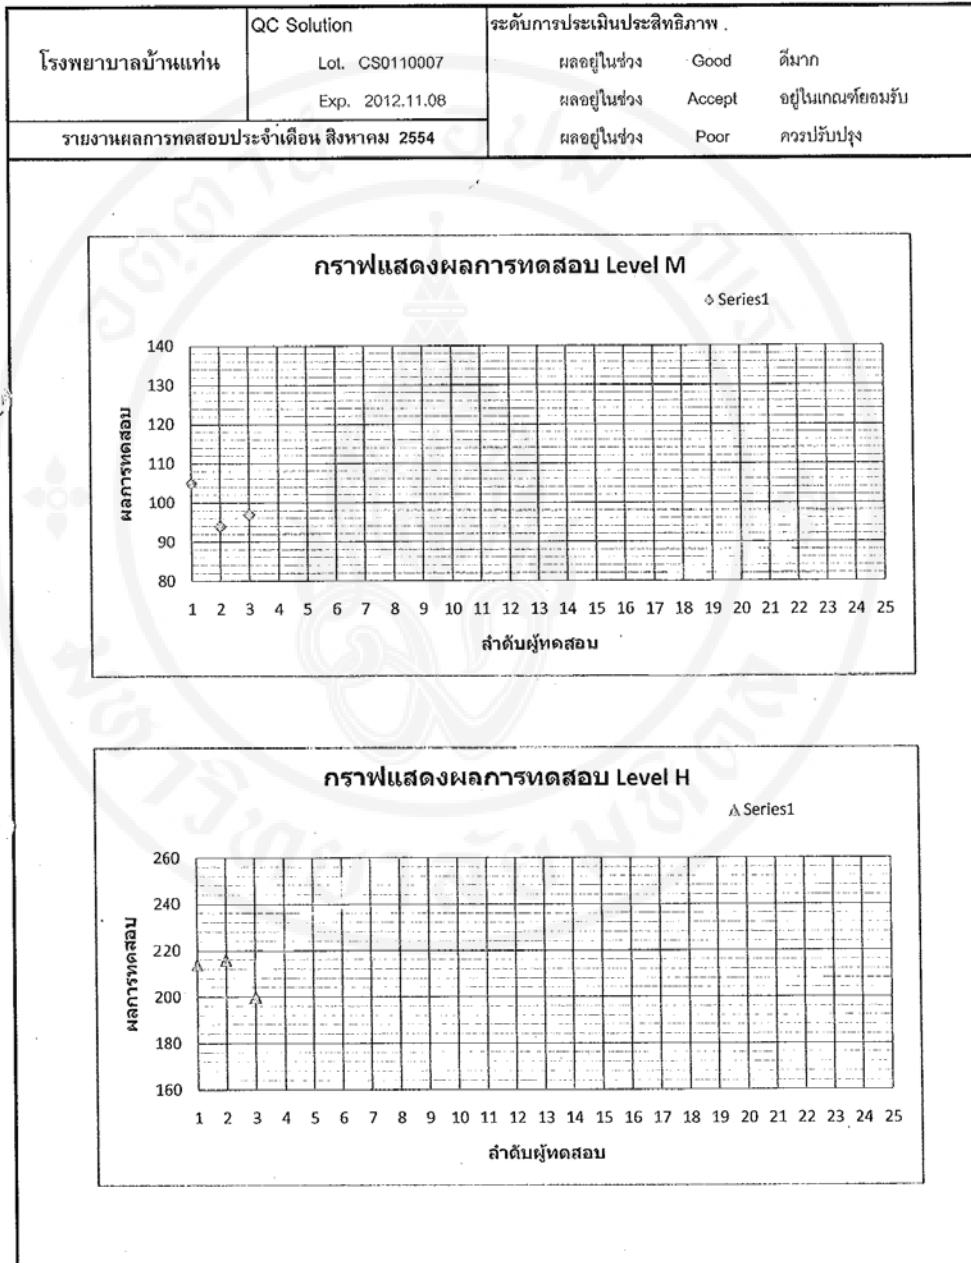 โรงพยาบาลบ้านแท่น
QC Solution
Lot. CS0110007
Exp. 2012.11.08
รายงานผลการทดสอบประจำเดือน สิงหาคม 2554
ระดับการประเมินประสิทธิภาพ .
ผลอยู่ในช่วง Good ดีมาก
ผลอยู่ในช่วง Accept อยู่ในเกณฑ์ยอมรับ
ผลอยู่ในช่วง Poor ควรปรับปรุง
กราฟแสดงผลการทดสอบ Level M
Series1
ผลการทดสอบ
140
130
120
110
100
90
80
1 2 3 4 5 6 7 8 9 10 11 12 13 14 15 16 17 18 19 20 21 22 23 24 25
ลำดับผู้ทดสอบ
กราฟแสดงผลการทดสอบ Level H
Series1
ผลการทดสอบ
260
240
220
200
180
160
1 2 3 4 5 6 7 8 9 10 11 12 13 14 15 16 17 18 19 20 21 22 23 24 25
ลำดับผู้ทดสอบ
มหาวิทยาลัยมหิดล